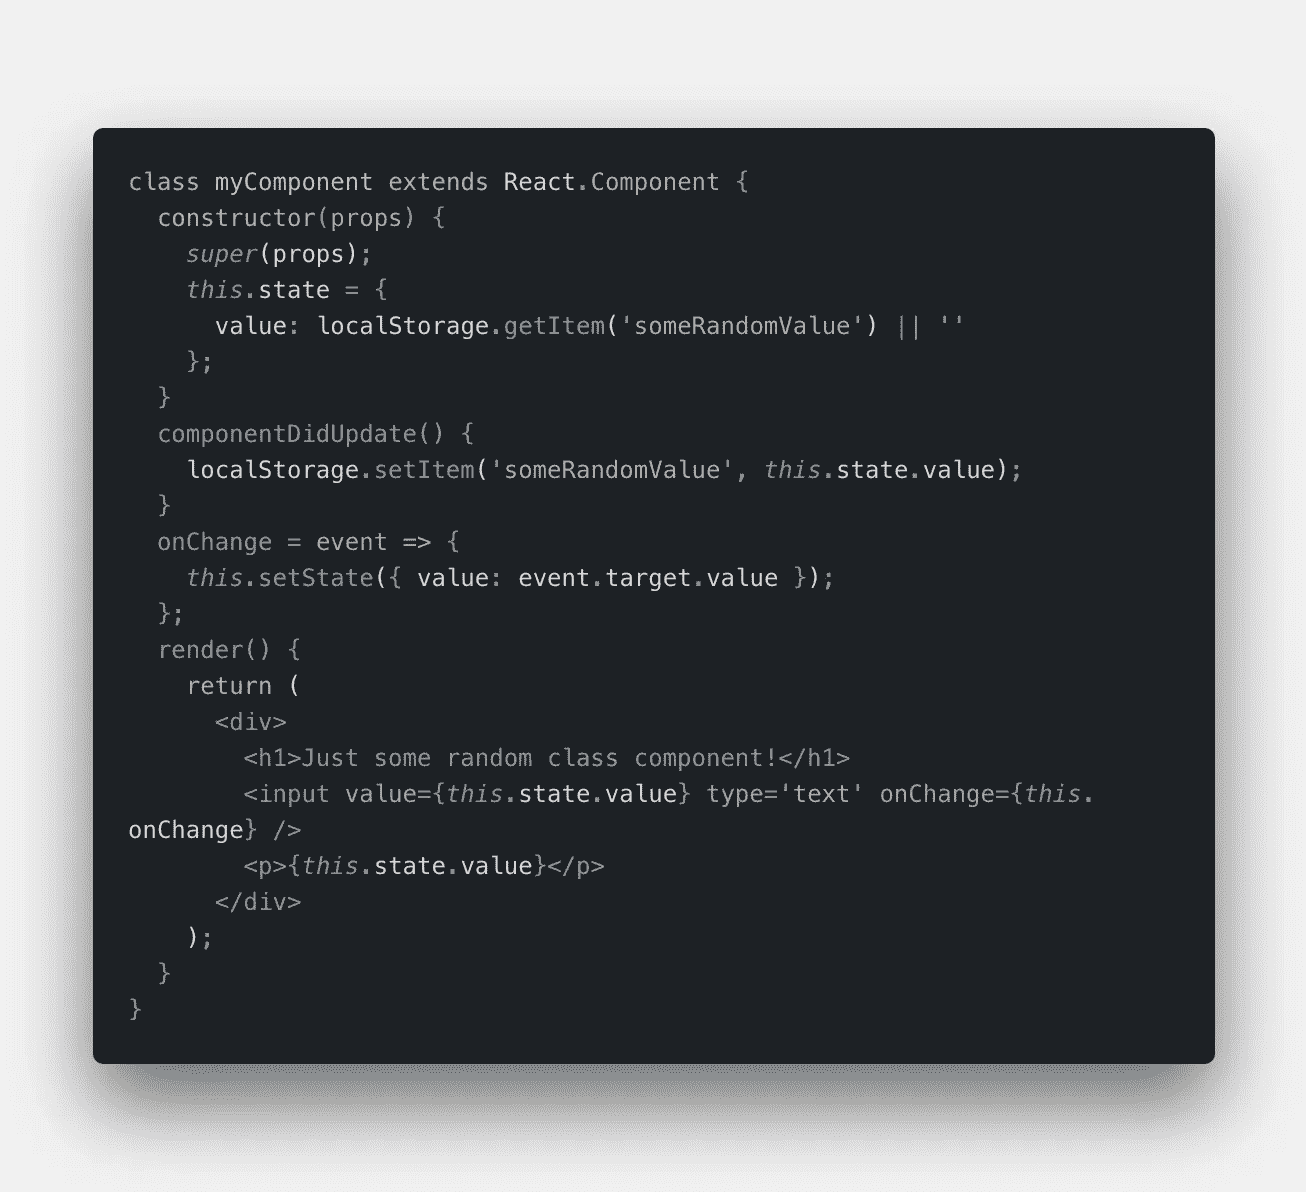 class myComponent extends React.Component {
  constructor(props) {
    super(props);
    this.state = {
      value: localStorage.getItem('someRandomValue') || ''
    };
  }
  componentDidUpdate() {
    localStorage.setItem('someRandomValue', this.state.value);
  }
  onChange = event => {
    this.setState({ value: event.target.value });
  };
  render() {
    return (
      <div>
        <h1>Just some random class component!</h1>
        <input value={this.state.value} type='text' onChange={this.
onChange} />
        <p>{this.state.value}</p>
      </div>
    );
  }
}